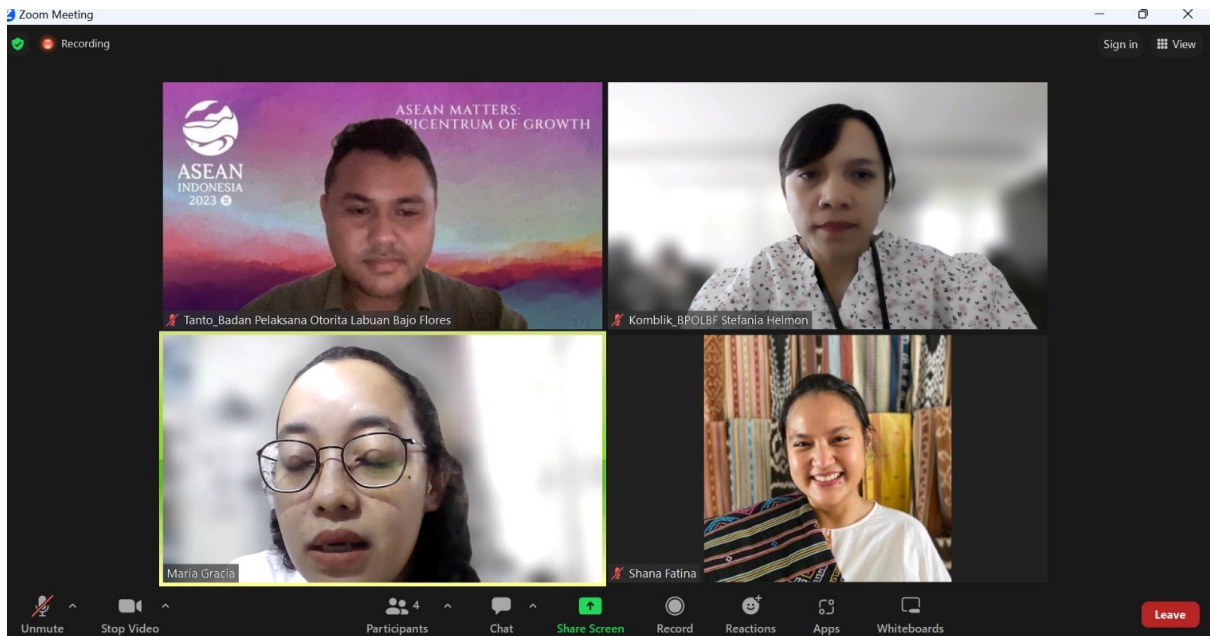 Zoom Meeting
Recording
Sign in
View
ASEAN MATTERS:
EPICENTRUM OF GROWTH
ASEAN
INDONESIA
2023
Tanto_Badan Pelaksana Otorita Labuan Bajo Flores
Komblik_BPOLBF Stefania Helmon
Maria Gracia
Shana Fatina
Unmute
Stop Video
4
Participants
Chat
Share Screen
Record
Reactions
Apps
Whiteboards
Leave